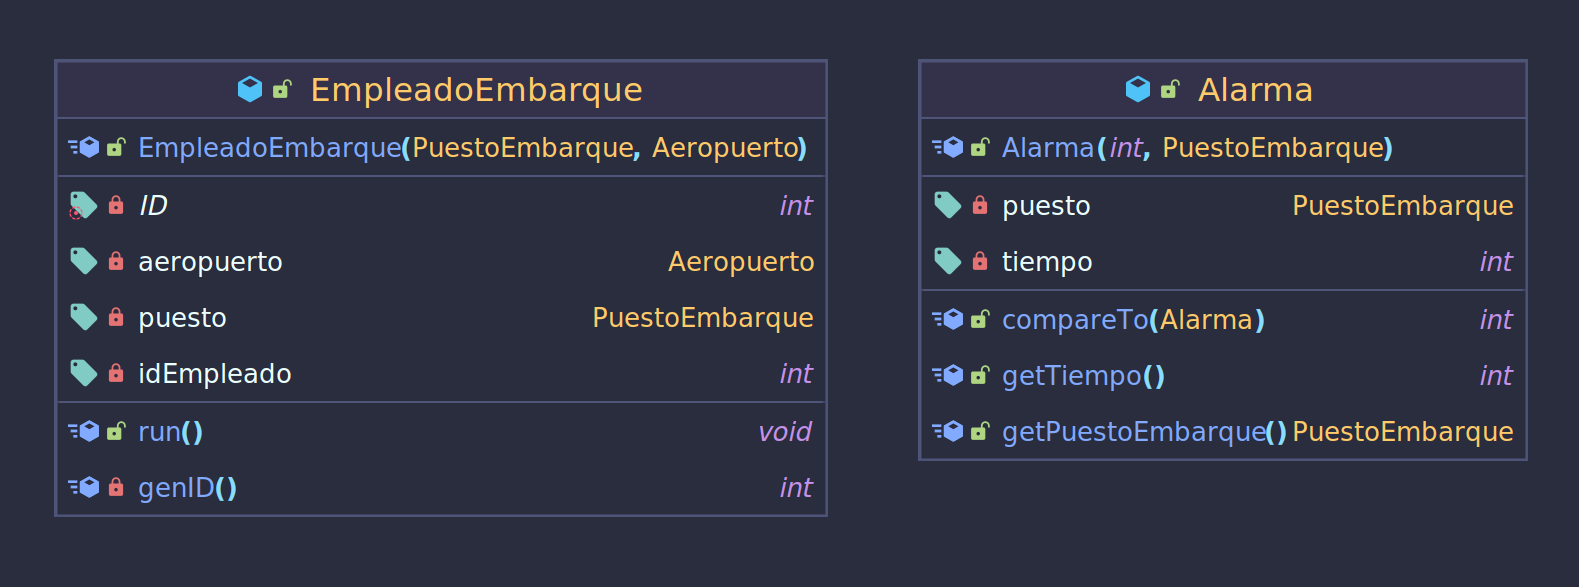 EmpleadoEmbarque
EmpleadoEmbarque(PuestoEmbarque, Aeropuerto)
ID int
aeropuerto Aeropuerto
puesto PuestoEmbarque
idEmpleado int
run() void
genID() int
Alarma
Alarma(int, PuestoEmbarque)
puesto PuestoEmbarque
tiempo int
compareTo(Alarma) int
getTiempo() int
getPuestoEmbarque() PuestoEmbarque